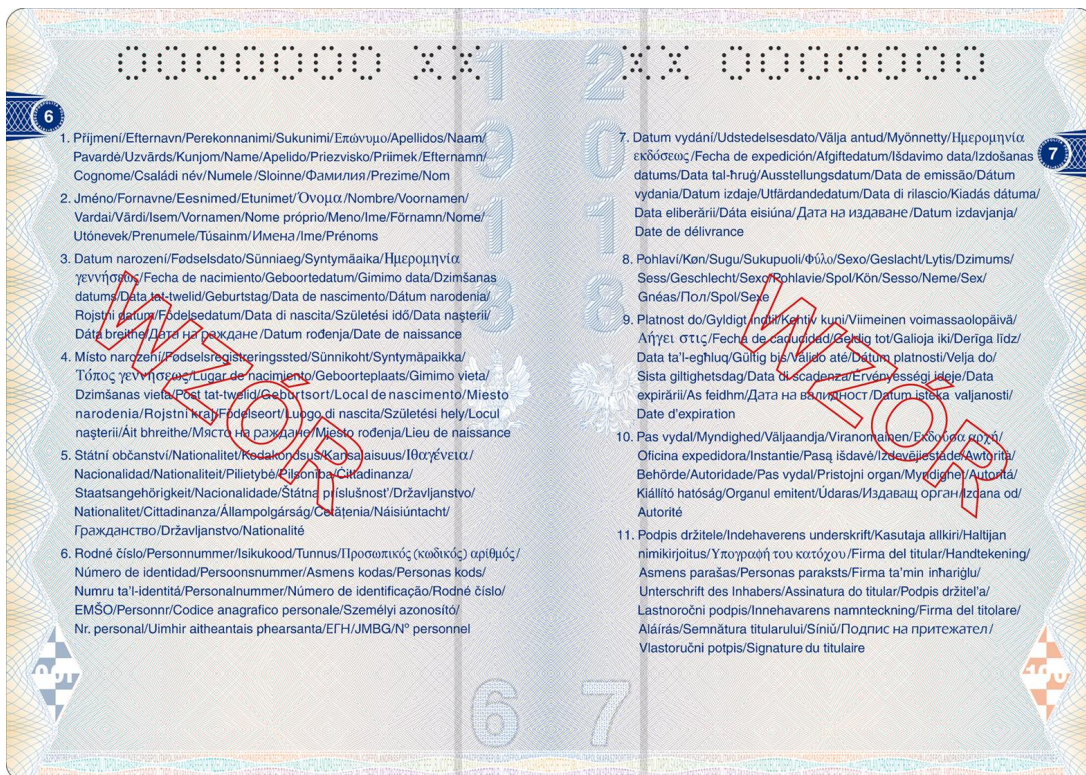 0000000 XX
1918
6
1. Příjmení/Efternavn/Perekonnanimi/Sukunimi/Επώνυμο/Apellidos/Naam/
Pavardė/Uzvārds/Kunjom/Name/Apelido/Priezvisko/Priimek/Efternamn/
Cognome/Családi név/Numele/Sloinne/Фамилия/Prezime/Nom
2. Jméno/Fornavne/Eesnimed/Etunimet/Όνομα/Nombre/Voornamen/
Vardai/Vārdi/Isem/Vornamen/Nome próprio/Meno/Ime/Förnamn/Nome/
Utónevek/Prenumele/Túsainm/Имена/Ime/Prénoms
3. Datum narození/Fødselsdato/Sünniaeg/Syntymäaika/Ημερομηνία
γεννήσεως/Fecha de nacimiento/Geboortedatum/Gimimo data/Dzimšanas
datums/Data tat-twelid/Geburtstag/Data de nascimento/Dátum narodenia/
Rojstni datum/Födelsedatum/Data di nascita/Születési idő/Data naşterii/
Dáta breithe/Дата на раждане/Datum rođenja/Date de naissance
4. Místo narození/Fødselsregistreringssted/Sünnikoht/Syntymäpaikka/
Τόπος γεννήσεως/Lugar de nacimiento/Geboorteplaats/Gimimo vieta/
Dzimšanas vieta/Post tat-twelid/Geburtsort/Local de nascimento/Miesto
narodenia/Rojstni kraj/Födelseort/Luogo di nascita/Születési hely/Locul
naşterii/Áit bhreithe/Място на раждане/Mjesto rođenja/Lieu de naissance
5. Státní občanství/Nationalitet/Kodakondsus/Kansalaisuus/Ιθαγένεια/
Nacionalidad/Nationaliteit/Pilietybė/Pilsonība/Ċittadinanza/
Staatsangehörigkeit/Nacionalidade/Štátna príslušnosť/Državljanstvo/
Nationalitet/Cittadinanza/Állampolgárság/Cetăţenia/Náisiúntacht/
Гражданство/Državljanstvo/Nationalité
6. Rodné číslo/Personnummer/Isikukood/Tunnus/Προσωπικός (κωδικός) αρίθμός/
Número de identidad/Persoonsnummer/Asmens kodas/Personas kods/
Numru ta'l-identitá/Personalnummer/Número de identificação/Rodné číslo/
EMŠO/Personnr/Codice anagrafico personale/Személyi azonosító/
Nr. personal/Uimhir aitheantais phearsanta/ЕГН/JMBG/Nº personnel
WZÓR
001
6
XX 0000000
2018
7
7. Datum vydání/Udstedelsesdato/Välja antud/Myönnetty/Ημερομηνία
εκδόσεως/Fecha de expedición/Afgiftedatum/Išdavimo data/Izdošanas
datums/Data tal-ħruġ/Ausstellungsdatum/Data de emissão/Dátum
vydania/Datum izdaje/Utfärdandedatum/Data di rilascio/Kiadás dátuma/
Data eliberării/Dáta eisiúna/Дата на издаване/Datum izdavjanja/
Date de délivrance
8. Pohlaví/Køn/Sugu/Sukupuoli/Φύλο/Sexo/Geslacht/Lytis/Dzimums/
Sess/Geschlecht/Sexo/Pohlavie/Spol/Kön/Sesso/Neme/Sex/
Gnéas/Пол/Spol/Sexe
9. Platnost do/Gyldigt indtil/Kehtiv kuni/Viimeinen voimassaolopäivä/
Λήγει στις/Fecha de caducidad/Geldig tot/Galioja iki/Derīga līdz/
Data ta'l-egħluq/Gültig bis/Válido até/Dátum platnosti/Velja do/
Sista giltighetsdag/Data di scadenza/Érvényességi ideje/Data
expirării/As feidhm/Дата на валидност/Datum isteka valjanosti/
Date d'expiration
10. Pas vydal/Myndighed/Väljaandja/Viranomainen/Εκδούσα αρχή/
Oficina expedidora/Instantie/Pasą išdavė/Izdevējiestāde/Awtoritá/
Behörde/Autoridade/Pas vydal/Pristojni organ/Myndighet/Autoritá/
Kiállító hatóság/Organul emitent/Údaras/Издаващ орган/Izdana od/
Autorité
11. Podpis držitele/Indehaverens underskrift/Kasutaja allkiri/Haltijan
nimikirjoitus/Υπογραφή του κατόχου/Firma del titular/Handtekening/
Asmens parašas/Personas paraksts/Firma ta'min inħariġlu/
Unterschrift des Inhabers/Assinatura do titular/Podpis držiteľa/
Lastnoročni podpis/Innehavarens namnteckning/Firma del titolare/
Aláírás/Semnătura titularului/Síniú/Подпис на притежател/
Vlastoručni potpis/Signature du titulaire
WZÓR
100
7